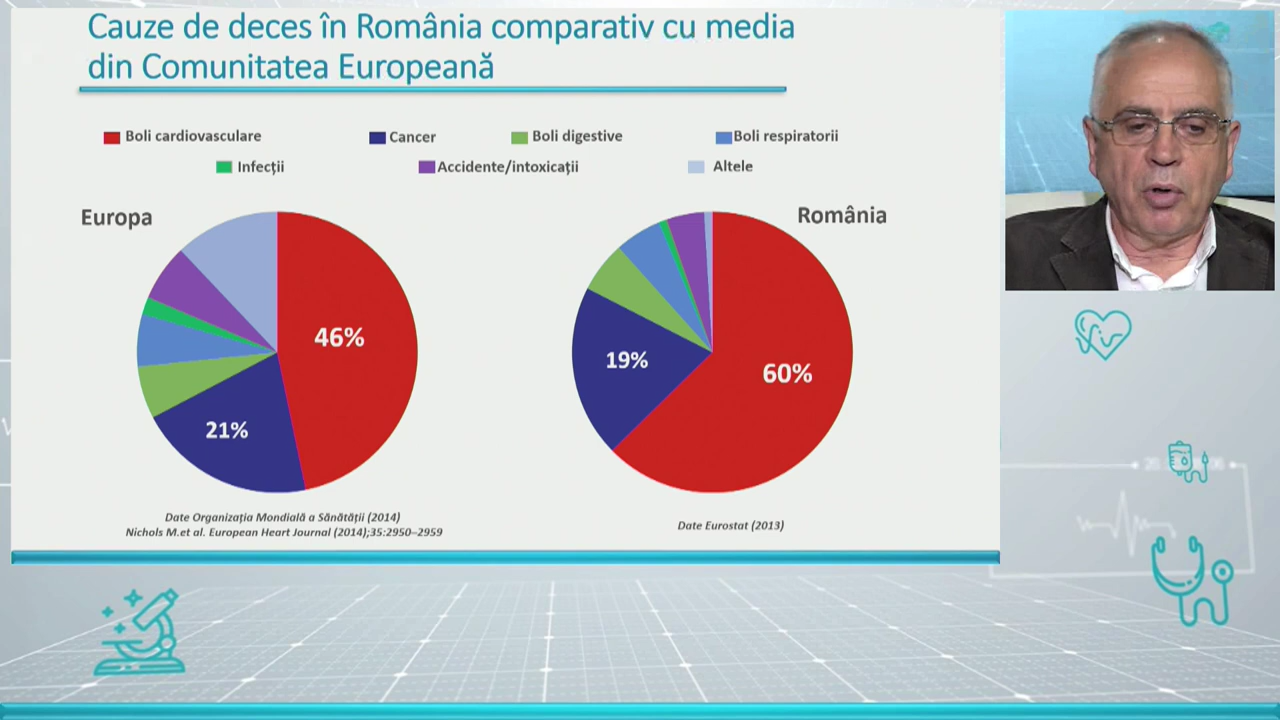 Cauze de deces în România comparativ cu media
din Comunitatea Europeană
Boli cardiovasculare Cancer Boli digestive Boli respiratorii
Infecții Accidente/intoxicații Altele
Europa
România
46%
21%
19%
60%
Date Organizația Mondială a Sănătății (2014)
Nichols M.et al. European Heart Journal (2014);35:2950–2959
Date Eurostat (2013)